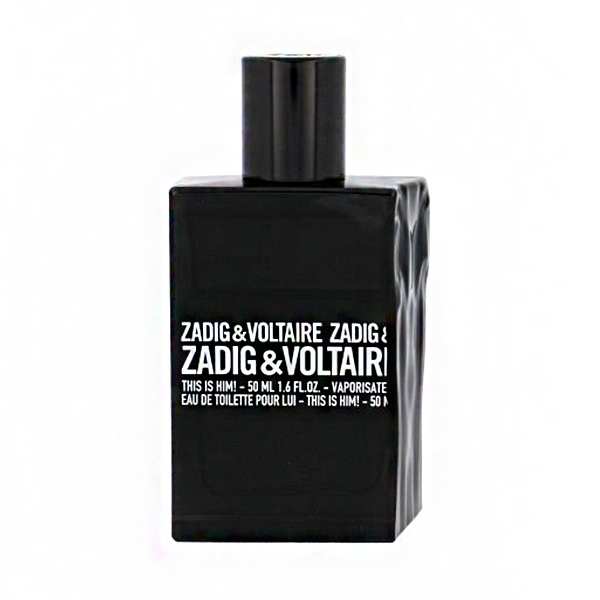 ZADIG&VOLTAIRE ZADIG &
ZADIG&VOLTAIRE
THIS IS HIM! – 50 ML 1.6 FL.OZ. – VAPORISATE
EAU DE TOILETTE POUR LUI – THIS IS HIM! – 50 M